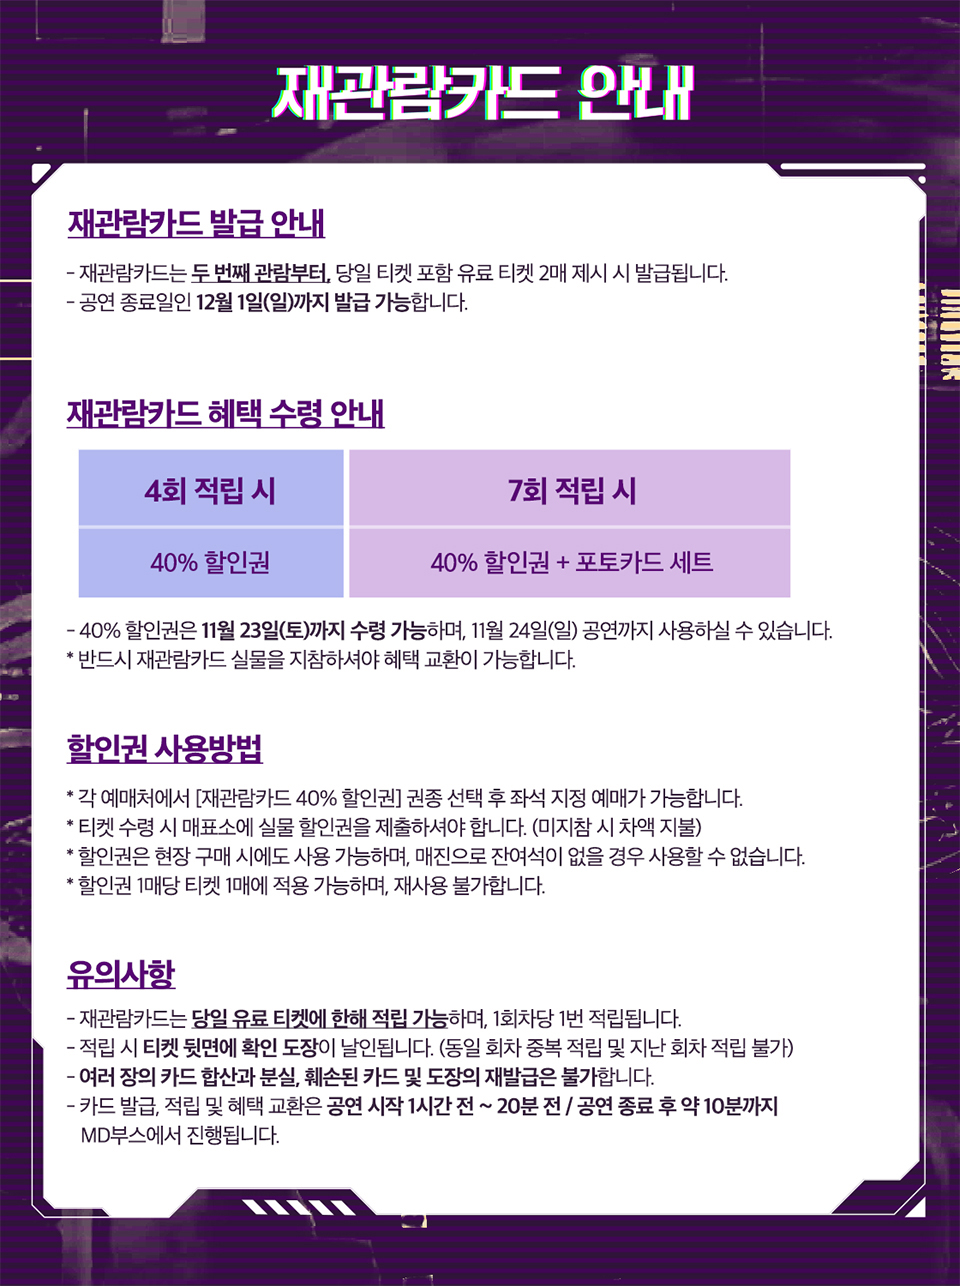 재관람카드 안내
재관람카드 발급 안내
- 재관람카드는 두 번째 관람부터, 당일 티켓 포함 유료 티켓 2매 제시 시 발급됩니다.
- 공연 종료일인 12월 1일(일)까지 발급 가능합니다.
재관람카드 혜택 수령 안내
4회 적립 시
7회 적립 시
40% 할인권
40% 할인권 + 포토카드 세트
- 40% 할인권은 11월 23일(토)까지 수령 가능하며, 11월 24일(일) 공연까지 사용하실 수 있습니다.
* 반드시 재관람카드 실물을 지참하셔야 혜택 교환이 가능합니다.
할인권 사용방법
* 각 예매처에서 [재관람카드 40% 할인권] 권종 선택 후 좌석 지정 예매가 가능합니다.
* 티켓 수령 시 매표소에 실물 할인권을 제출하셔야 합니다. (미지참 시 차액 지불)
* 할인권은 현장 구매 시에도 사용 가능하며, 매진으로 잔여석이 없을 경우 사용할 수 없습니다.
* 할인권 1매당 티켓 1매에 적용 가능하며, 재사용 불가합니다.
유의사항
- 재관람카드는 당일 유료 티켓에 한해 적립 가능하며, 1회차당 1번 적립됩니다.
- 적립 시 티켓 뒷면에 확인 도장이 날인됩니다. (동일 회차 중복 적립 및 지난 회차 적립 불가)
- 여러 장의 카드 합산과 분실, 훼손된 카드 및 도장의 재발급은 불가합니다.
- 카드 발급, 적립 및 혜택 교환은 공연 시작 1시간 전 ~ 20분 전 / 공연 종료 후 약 10분까지
MD부스에서 진행됩니다.